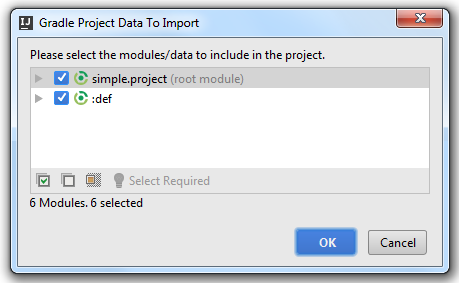 Gradle Project Data To Import
Please select the modules/data to include in the project.
simple.project (root module)
:def
Select Required
6 Modules. 6 selected
OK
Cancel